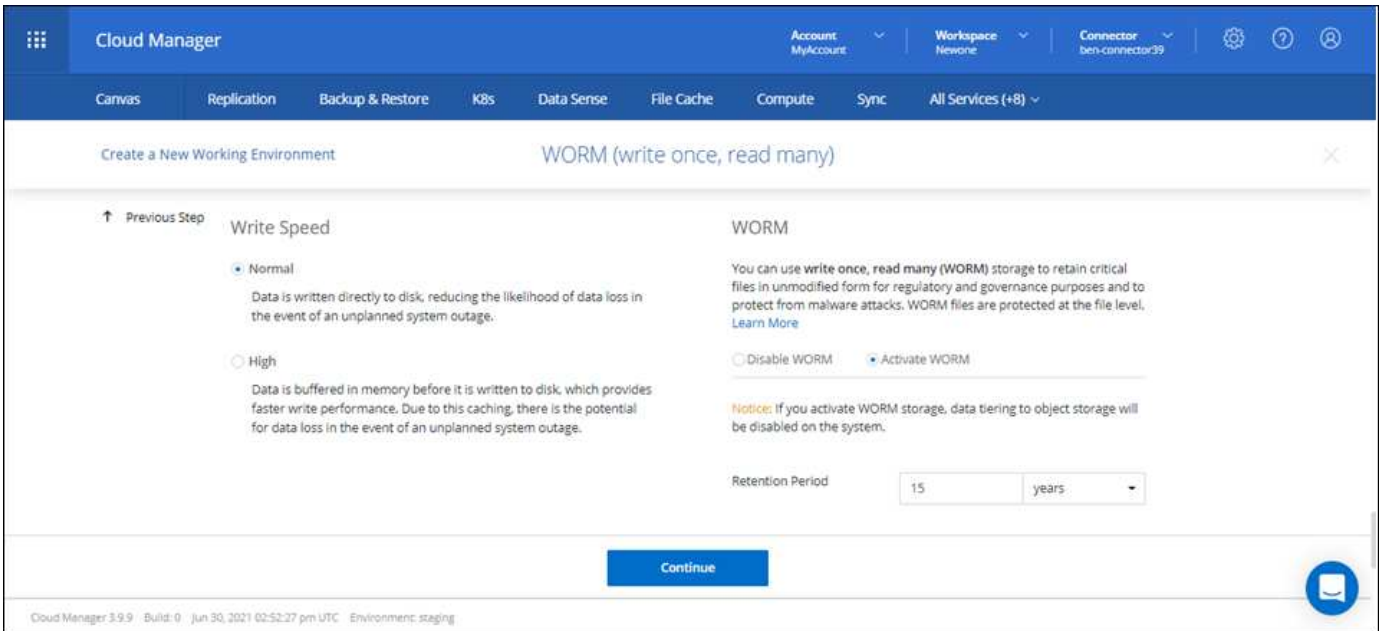 Cloud Manager
Account
MyAccount
Workspace
Newone
Connector
ben-connector39
Canvas
Replication
Backup & Restore
K8s
Data Sense
File Cache
Compute
Sync
All Services (+8)
Create a New Working Environment
WORM (write once, read many)
↑ Previous Step
Write Speed
Normal
Data is written directly to disk, reducing the likelihood of data loss in
the event of an unplanned system outage.
High
Data is buffered in memory before it is written to disk, which provides
faster write performance. Due to this caching, there is the potential
for data loss in the event of an unplanned system outage.
WORM
You can use write once, read many (WORM) storage to retain critical
files in unmodified form for regulatory and governance purposes and to
protect from malware attacks. WORM files are protected at the file level.
Learn More
Disable WORM
Activate WORM
Notice: If you activate WORM storage, data tiering to object storage will
be disabled on the system.
Retention Period
15
years
Continue
Cloud Manager 3.9.9 Build: 0 Jun 30, 2021 02:52:27 pm UTC Environment: staging